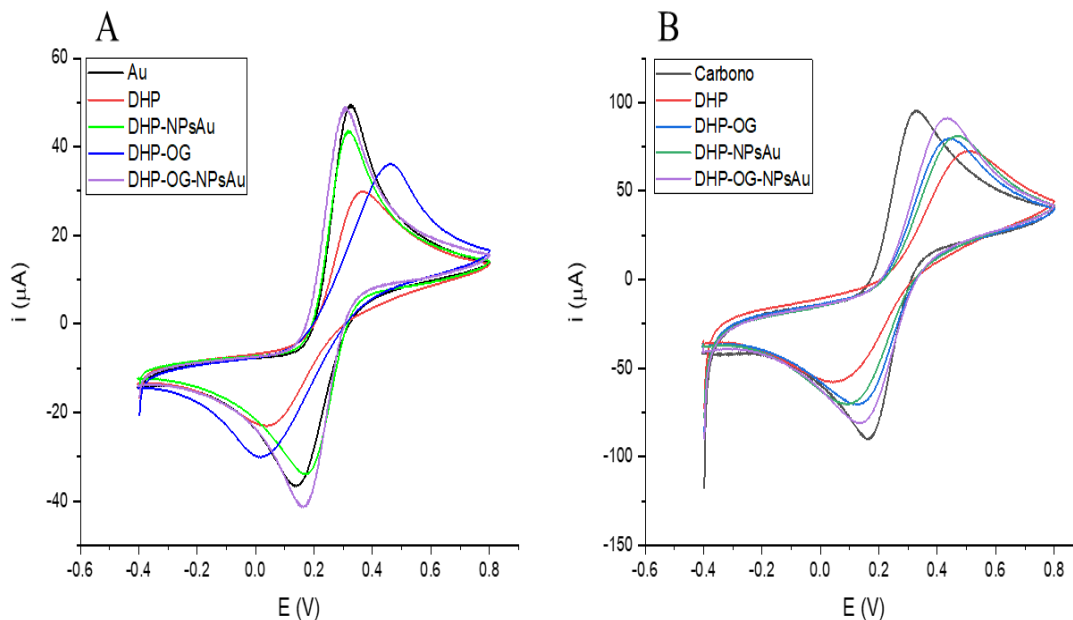 A
60
40
20
0
-20
-40
i (µA)
Au
DHP
DHP-NPsAu
DHP-OG
DHP-OG-NPsAu
-0.6 -0.4 -0.2 0.0 0.2 0.4 0.6 0.8
E (V)
B
100
50
0
-50
-100
-150
i (µA)
Carbono
DHP
DHP-OG
DHP-NPsAu
DHP-OG-NPsAu
-0.6 -0.4 -0.2 0.0 0.2 0.4 0.6 0.8
E (V)